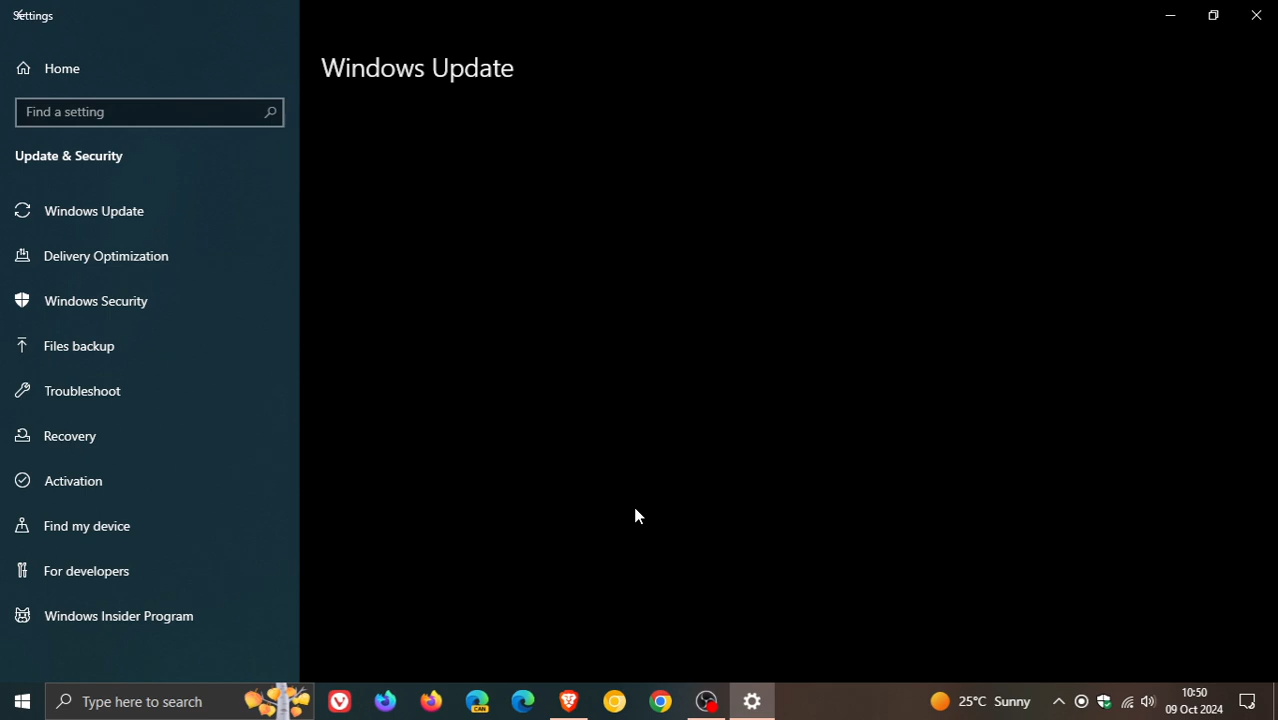 Settings
Home
Find a setting
Update & Security
Windows Update
Delivery Optimization
Windows Security
Files backup
Troubleshoot
Recovery
Activation
Find my device
For developers
Windows Insider Program
Windows Update
Type here to search
CAN
25°C Sunny
10:50
09 Oct 2024